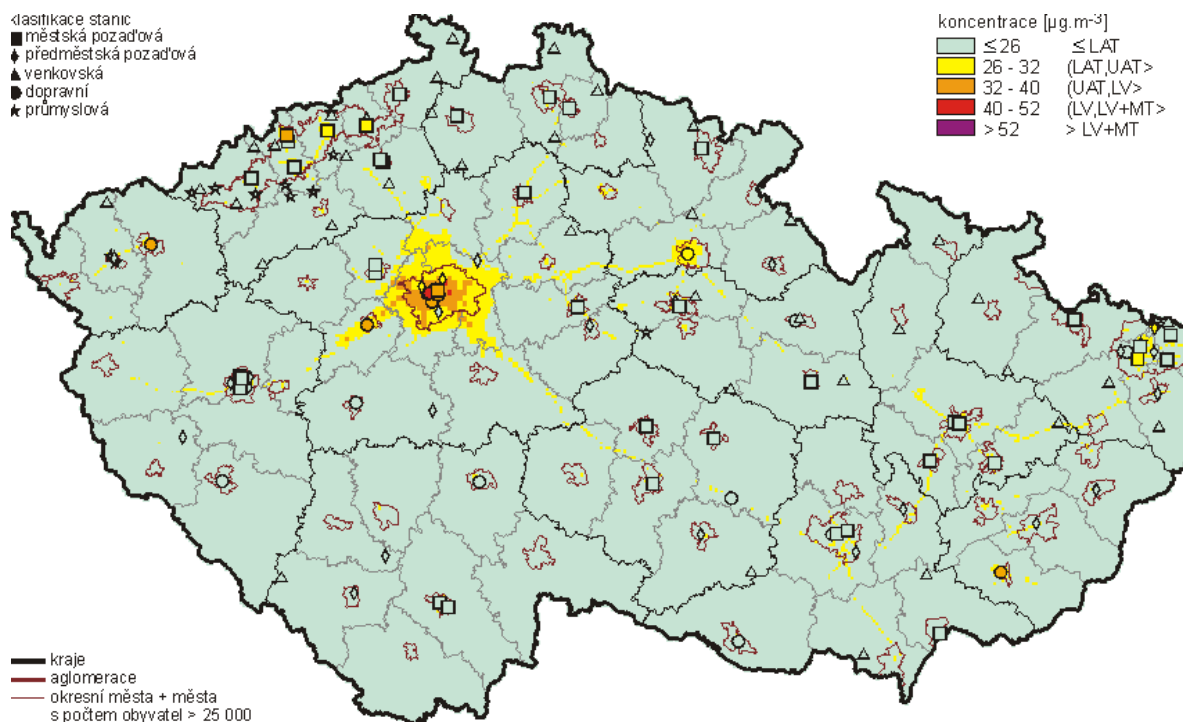 klasifikace stanic
městská pozaďová
předměstská pozaďová
venkovská
dopravní
průmyslová
koncentrace [µg.m-3]
≤26 ≤LAT
26 - 32 (LAT,UAT>
32 - 40 (UAT,LV>
40 - 52 (LV,LV+MT>
> 52 > LV+MT
kraje
aglomerace
okresní města + města
s počtem obyvatel > 25 000